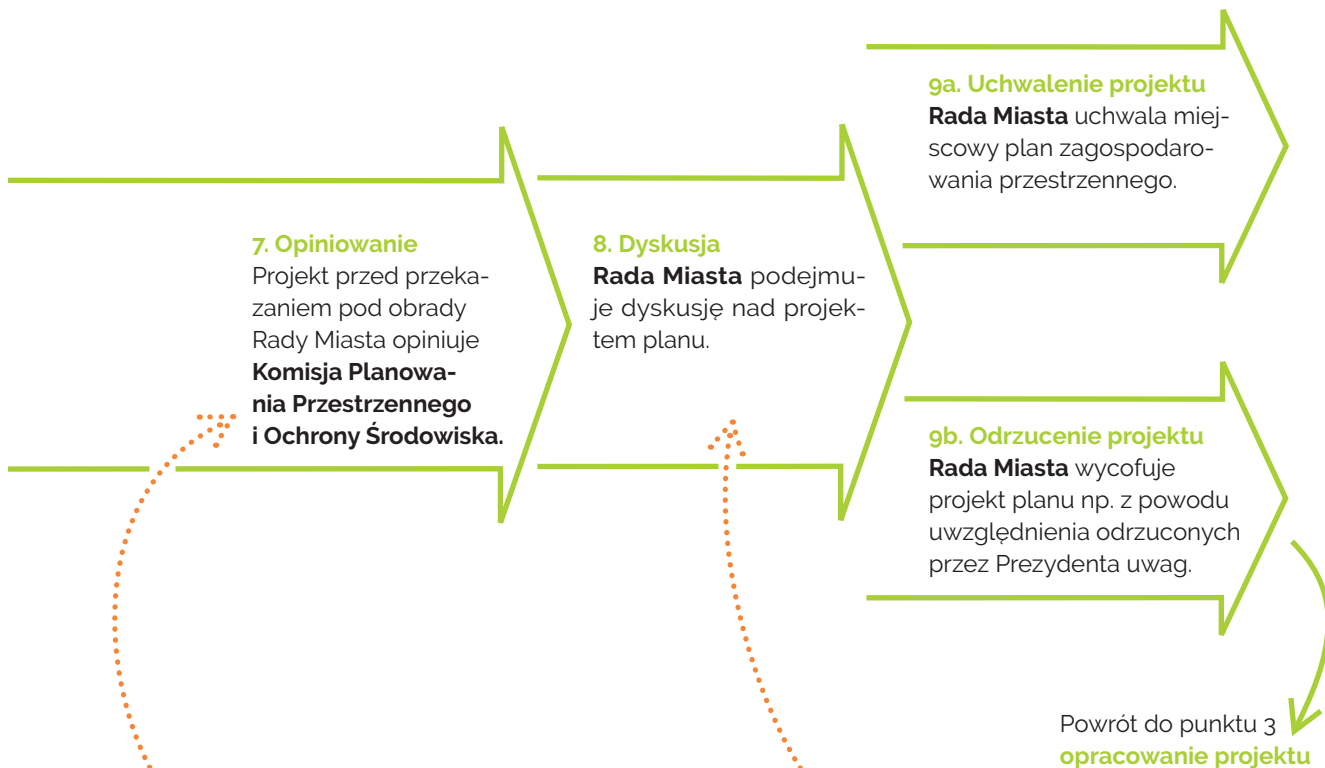 7. Opiniowanie
Projekt przed przeka-
zaniem pod obrady
Rady Miasta opiniuje
Komisja Planowa-
nia Przestrzennego
i Ochrony Środowiska.
8. Dyskusja
Rada Miasta podejmu-
je dyskusję nad projek-
tem planu.
9a. Uchwalenie projektu
Rada Miasta uchwala miej-
scowy plan zagospodaro-
wania przestrzennego.
9b. Odrzucenie projektu
Rada Miasta wycofuje
projekt planu np. z powodu
uwzględnienia odrzuconych
przez Prezydenta uwag.
Powrót do punktu 3
opracowanie projektu